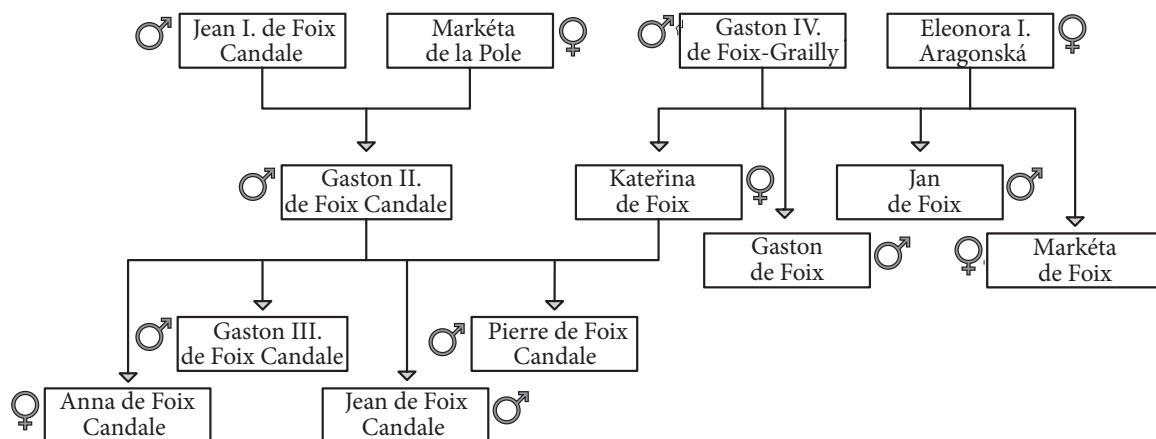 Jean I. de Foix
Candale
Markéta
de la Pole
Gaston IV.
de Foix-Grailly
Eleonora I.
Aragonská
Gaston II.
de Foix Candale
Kateřina
de Foix
Jan
de Foix
Gaston
de Foix
Markéta
de Foix
Gaston III.
de Foix Candale
Pierre de Foix
Candale
Anna de Foix
Candale
Jean de Foix
Candale